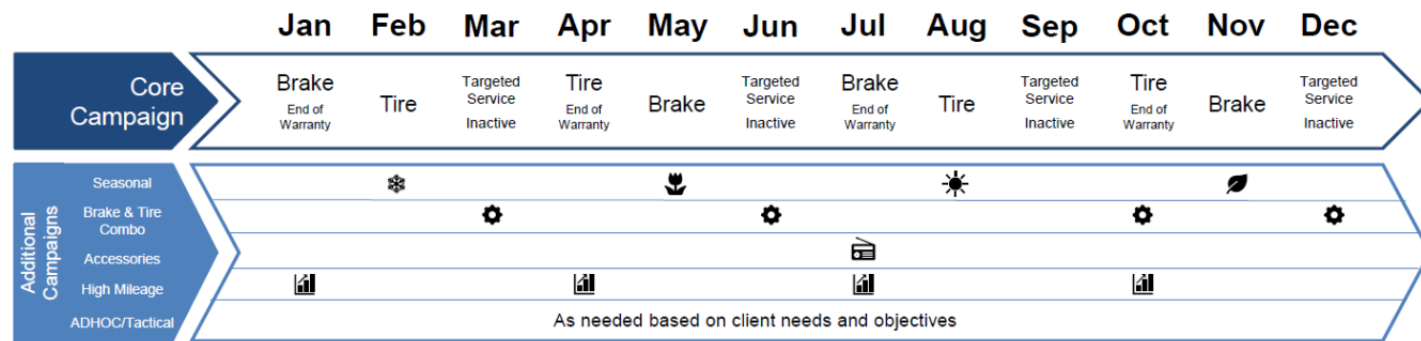 Jan Feb Mar Apr May Jun Jul Aug Sep Oct Nov Dec
Core
Campaign
Brake
End of
Warranty
Tire
Targeted
Service
Inactive
Tire
End of
Warranty
Brake
Targeted
Service
Inactive
Brake
End of
Warranty
Tire
Targeted
Service
Inactive
Tire
End of
Warranty
Brake
Targeted
Service
Inactive
Additional
Campaigns
Seasonal
Brake & Tire
Combo
Accessories
High Mileage
ADHOC/Tactical
As needed based on client needs and objectives